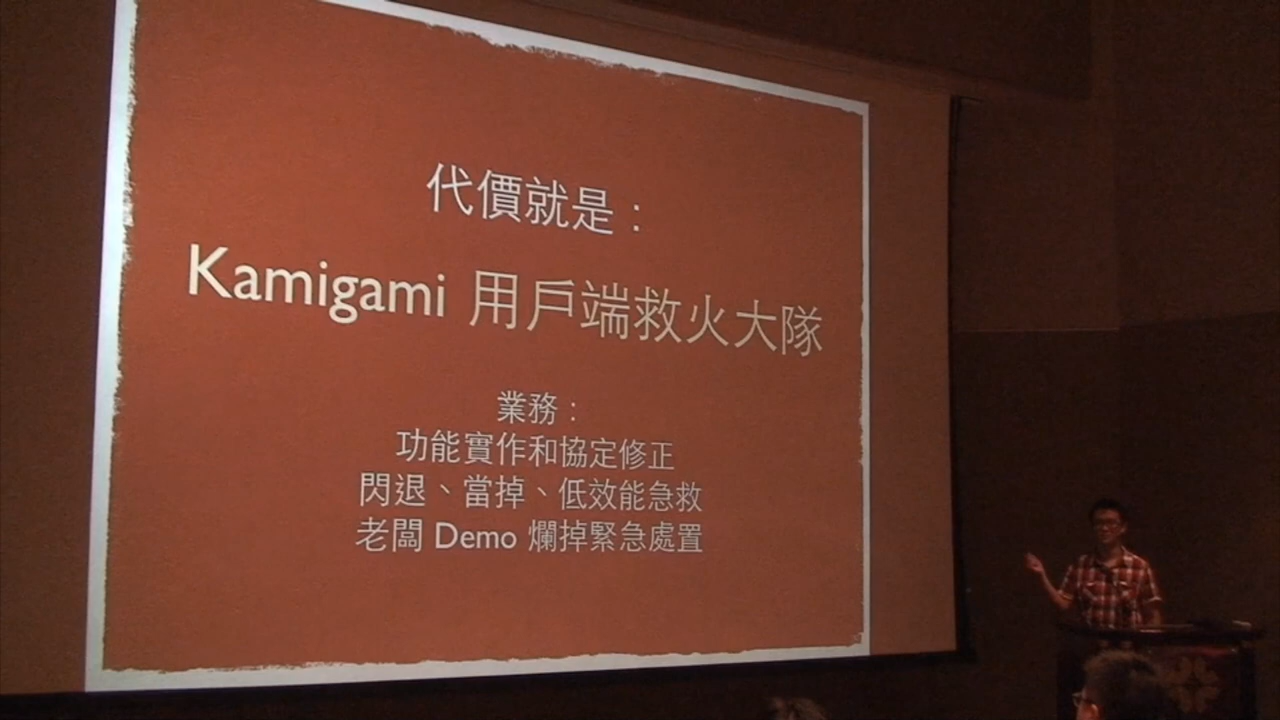 代價就是：
Kamigami 用戶端救火大隊
業務：
功能實作和協定修正
閃退、當掉、低效能急救
老闆 Demo 爛掉緊急處置